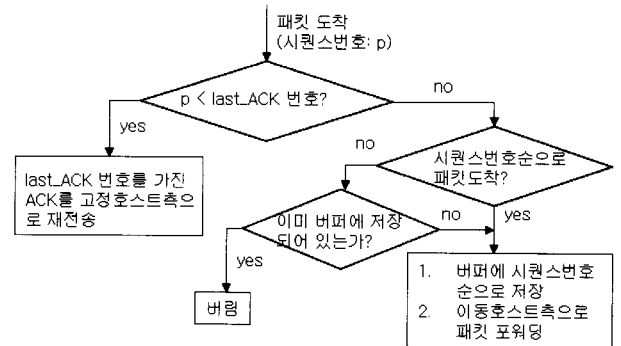 패킷 도착
(시퀀스번호: p)
p < last_ACK 번호?
no
yes
no
시퀀스번호순으로
패킷도착?
last_ACK 번호를 가진
ACK를 고정호스트측으
로 재전송
이미 버퍼에 저장
되어 있는가?
no
yes
yes
버림
1. 버퍼에 시퀀스번호
순으로 저장
2. 이동호스트측으로
패킷 포워딩